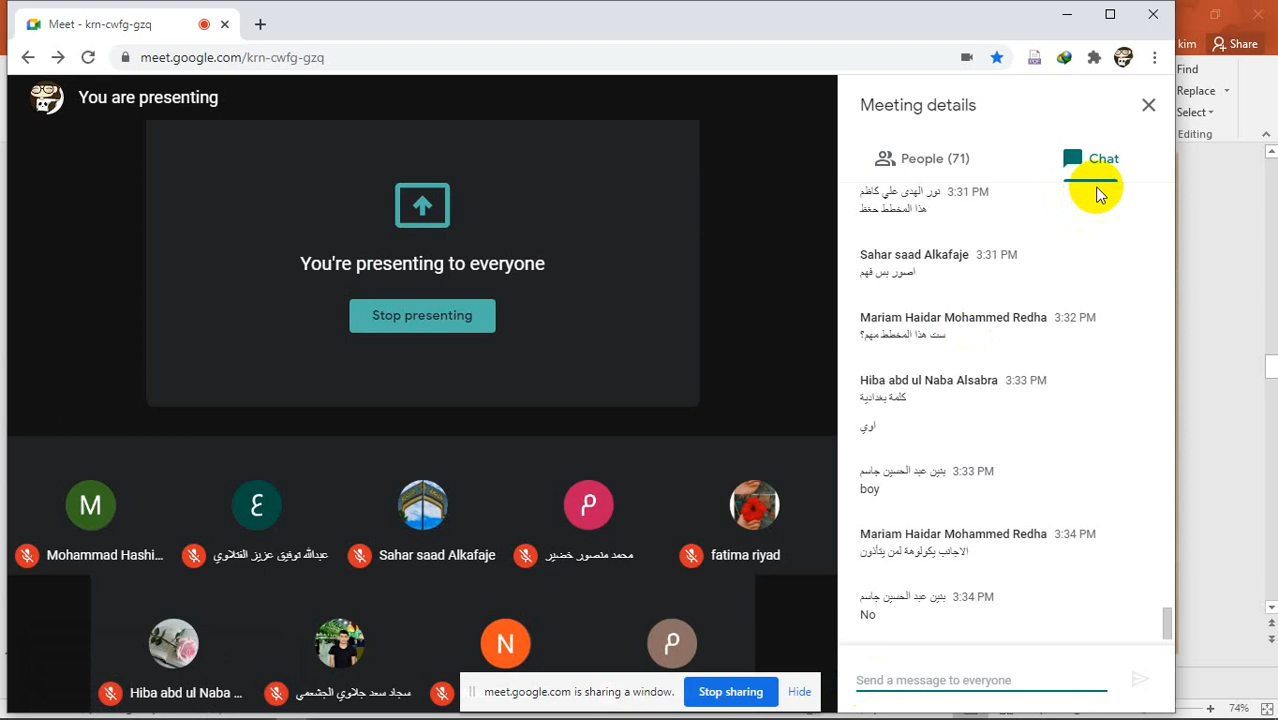 Meet - krn-cwfg-gzq
meet.google.com/krn-cwfg-gzq
kim
Share
Find
Replace
Select
Editing
You are presenting
You're presenting to everyone
Stop presenting
Meeting details
People (71)
Chat
نور الهدى علي كاظم 3:31 PM
هذا المخطط حفظ
Sahar saad Alkafaje 3:31 PM
اصور بس فهم
Mariam Haidar Mohammed Redha 3:32 PM
ست هذا المخطط مهم؟
Hiba abd ul Naba Alsabra 3:33 PM
كلمة بغدادية
اوي
بنين عبد الحسين جاسم 3:33 PM
boy
Mariam Haidar Mohammed Redha 3:34 PM
الاجانب يكولوهة لمن يتأذون
بنين عبد الحسين جاسم 3:34 PM
No
Send a message to everyone
M
ع
م
Mohammad Hashi...
عبدالله توفيق عزيز الفتلاوي
Sahar saad Alkafaje
محمد منصور خضير
fatima riyad
N
م
Hiba abd ul Naba ...
سجاد سعد جلاوي الجشعمي
meet.google.com is sharing a window.
Stop sharing
Hide
74%